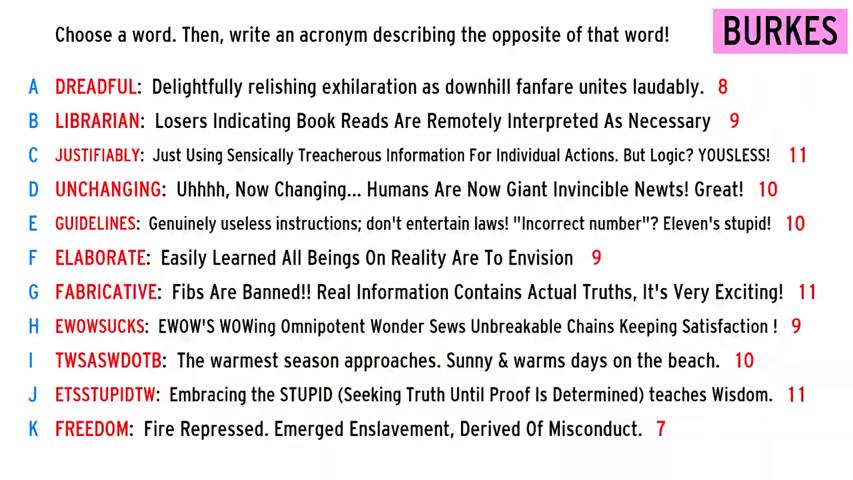 Choose a word. Then, write an acronym describing the opposite of that word! BURKES
A DREADFUL: Delightfully relishing exhilaration as downhill fanfare unites laudably. 8
B LIBRARIAN: Losers Indicating Book Reads Are Remotely Interpreted As Necessary 9
C JUSTIFIABLY: Just Using Sensically Treacherous Information For Individual Actions. But Logic? YOUSLESS! 11
D UNCHANGING: Uhhhh, Now Changing... Humans Are Now Giant Invincible Newts! Great! 10
E GUIDELINES: Genuinely useless instructions; don't entertain laws! "Incorrect number"? Eleven's stupid! 10
F ELABORATE: Easily Learned All Beings On Reality Are To Envision 9
G FABRICATIVE: Fibs Are Banned!! Real Information Contains Actual Truths, It's Very Exciting! 11
H EWOWSUCKS: EWOW'S WOWing Omnipotent Wonder Sews Unbreakable Chains Keeping Satisfaction ! 9
I TWSASWDOTB: The warmest season approaches. Sunny & warms days on the beach. 10
J ETSSTUPIDTW: Embracing the STUPID (Seeking Truth Until Proof Is Determined) teaches Wisdom. 11
K FREEDOM: Fire Repressed. Emerged Enslavement, Derived Of Misconduct. 7